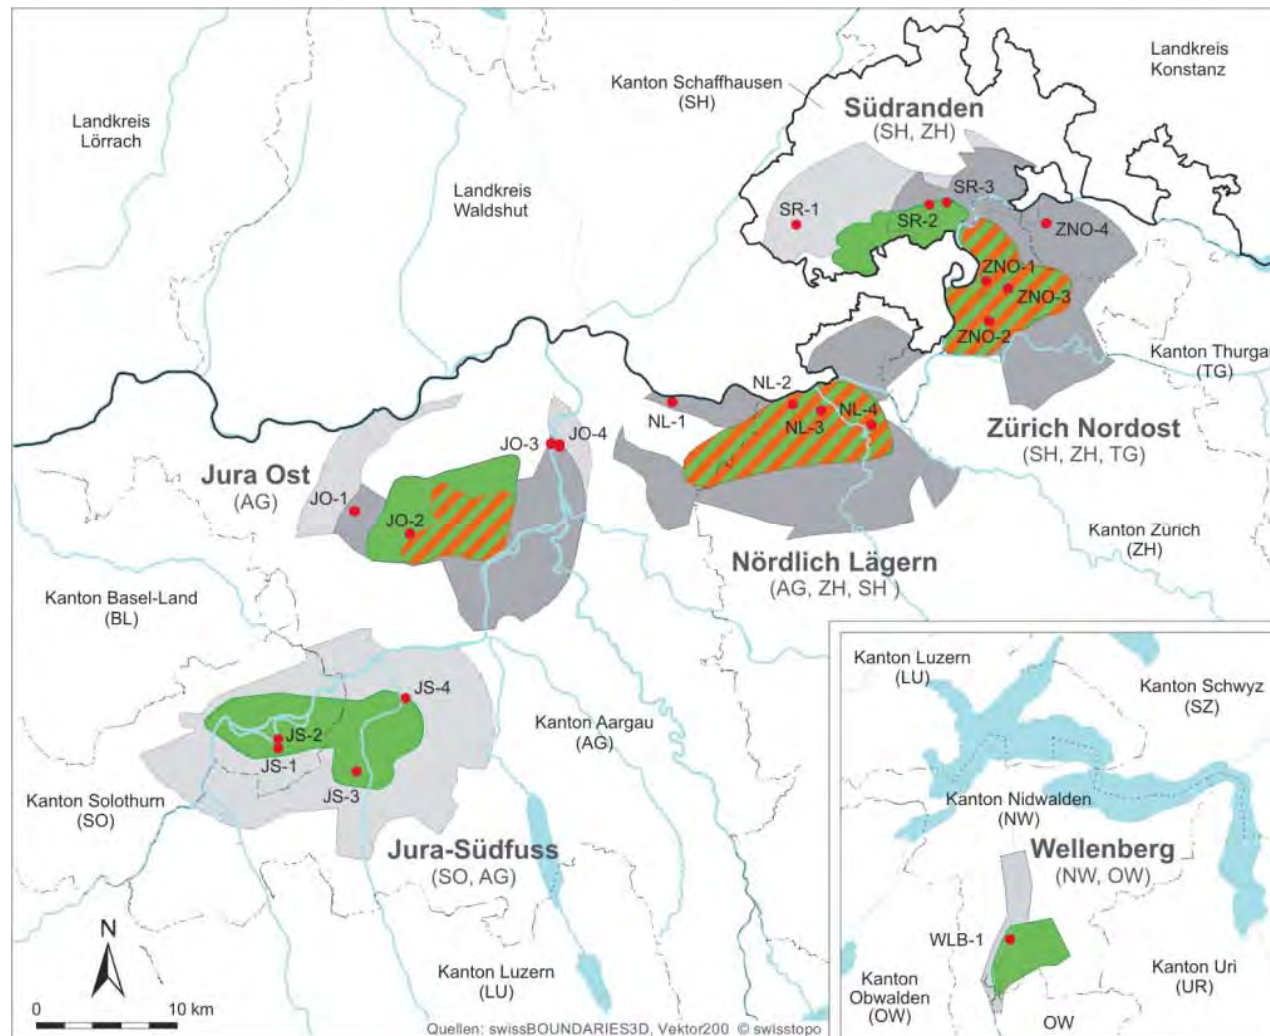 Landkreis
Konstanz
Kanton Schaffhausen
(SH)
Südranden
(SH, ZH)
Landkreis
Lörrach
Landkreis
Waldshut
SR-3
SR-1
SR-2
ZNO-4
ZNO-1
ZNO-3
ZNO-2
Kanton Thurgau
(TG)
NL-2
NL-1
NL-3
NL-4
Zürich Nordost
(SH, ZH, TG)
JO-3
JO-4
Jura Ost
(AG)
JO-1
JO-2
Kanton Zürich
(ZH)
Nördlich Lägern
(AG, ZH, SH )
Kanton Basel-Land
(BL)
JS-4
Kanton Aargau
(AG)
JS-2
JS-1
JS-3
Kanton Solothurn
(SO)
Jura-Südfuss
(SO, AG)
Kanton Luzern
(LU)
N
0 10 km
Quellen: swissBOUNDARIES3D, Vektor200 © swisstopo
Kanton Luzern
(LU)
Kanton Schwyz
(SZ)
Kanton Nidwalden
(NW)
Wellenberg
(NW, OW)
WLB-1
Kanton
Obwalden
(OW)
Kanton Uri
(UR)
OW